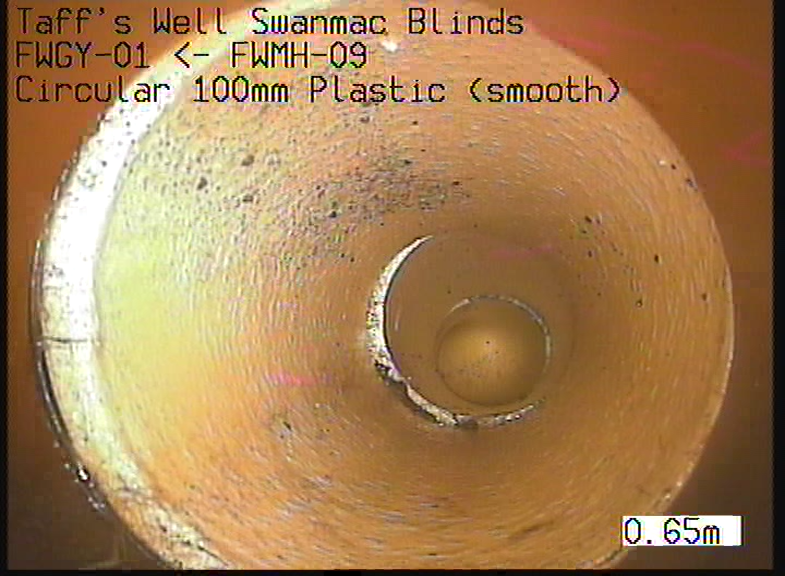 Taff's Well Swanmac Blinds
FWGY-01 <- FWMH-09
Circular 100mm Plastic (smooth)
0.65m